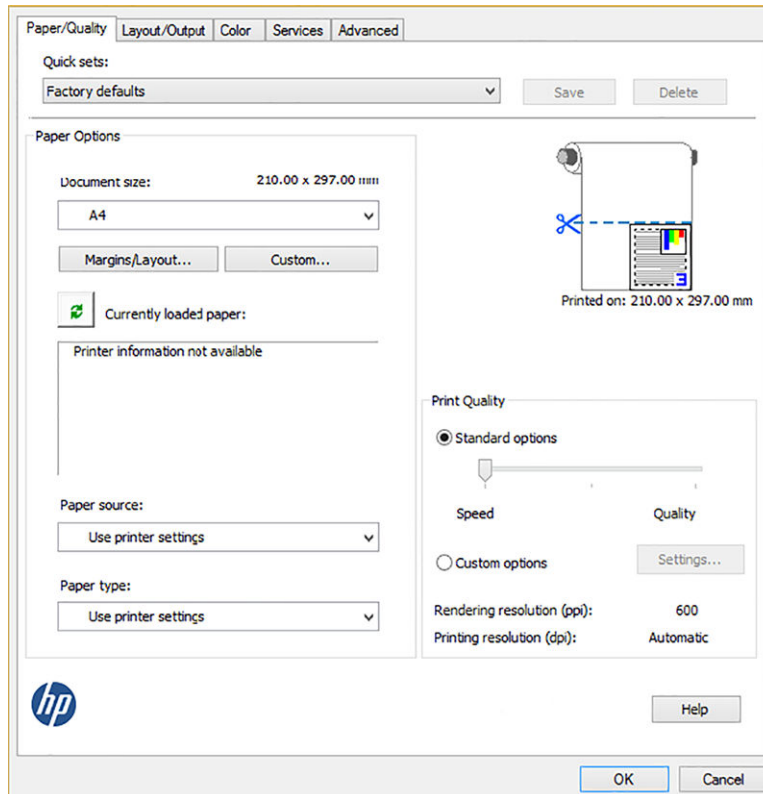 Paper/Quality Layout/Output Color Services Advanced
Quick sets:
Factory defaults
Save
Delete
Paper Options
Document size:
210.00 x 297.00 mm
A4
Margins/Layout...
Custom...
Currently loaded paper:
Printer information not available
Paper source:
Use printer settings
Paper type:
Use printer settings
3
Printed on: 210.00 x 297.00 mm
Print Quality
Standard options
Speed
Quality
Custom options
Settings...
Rendering resolution (ppi): 600
Printing resolution (dpi): Automatic
hp
Help
OK
Cancel